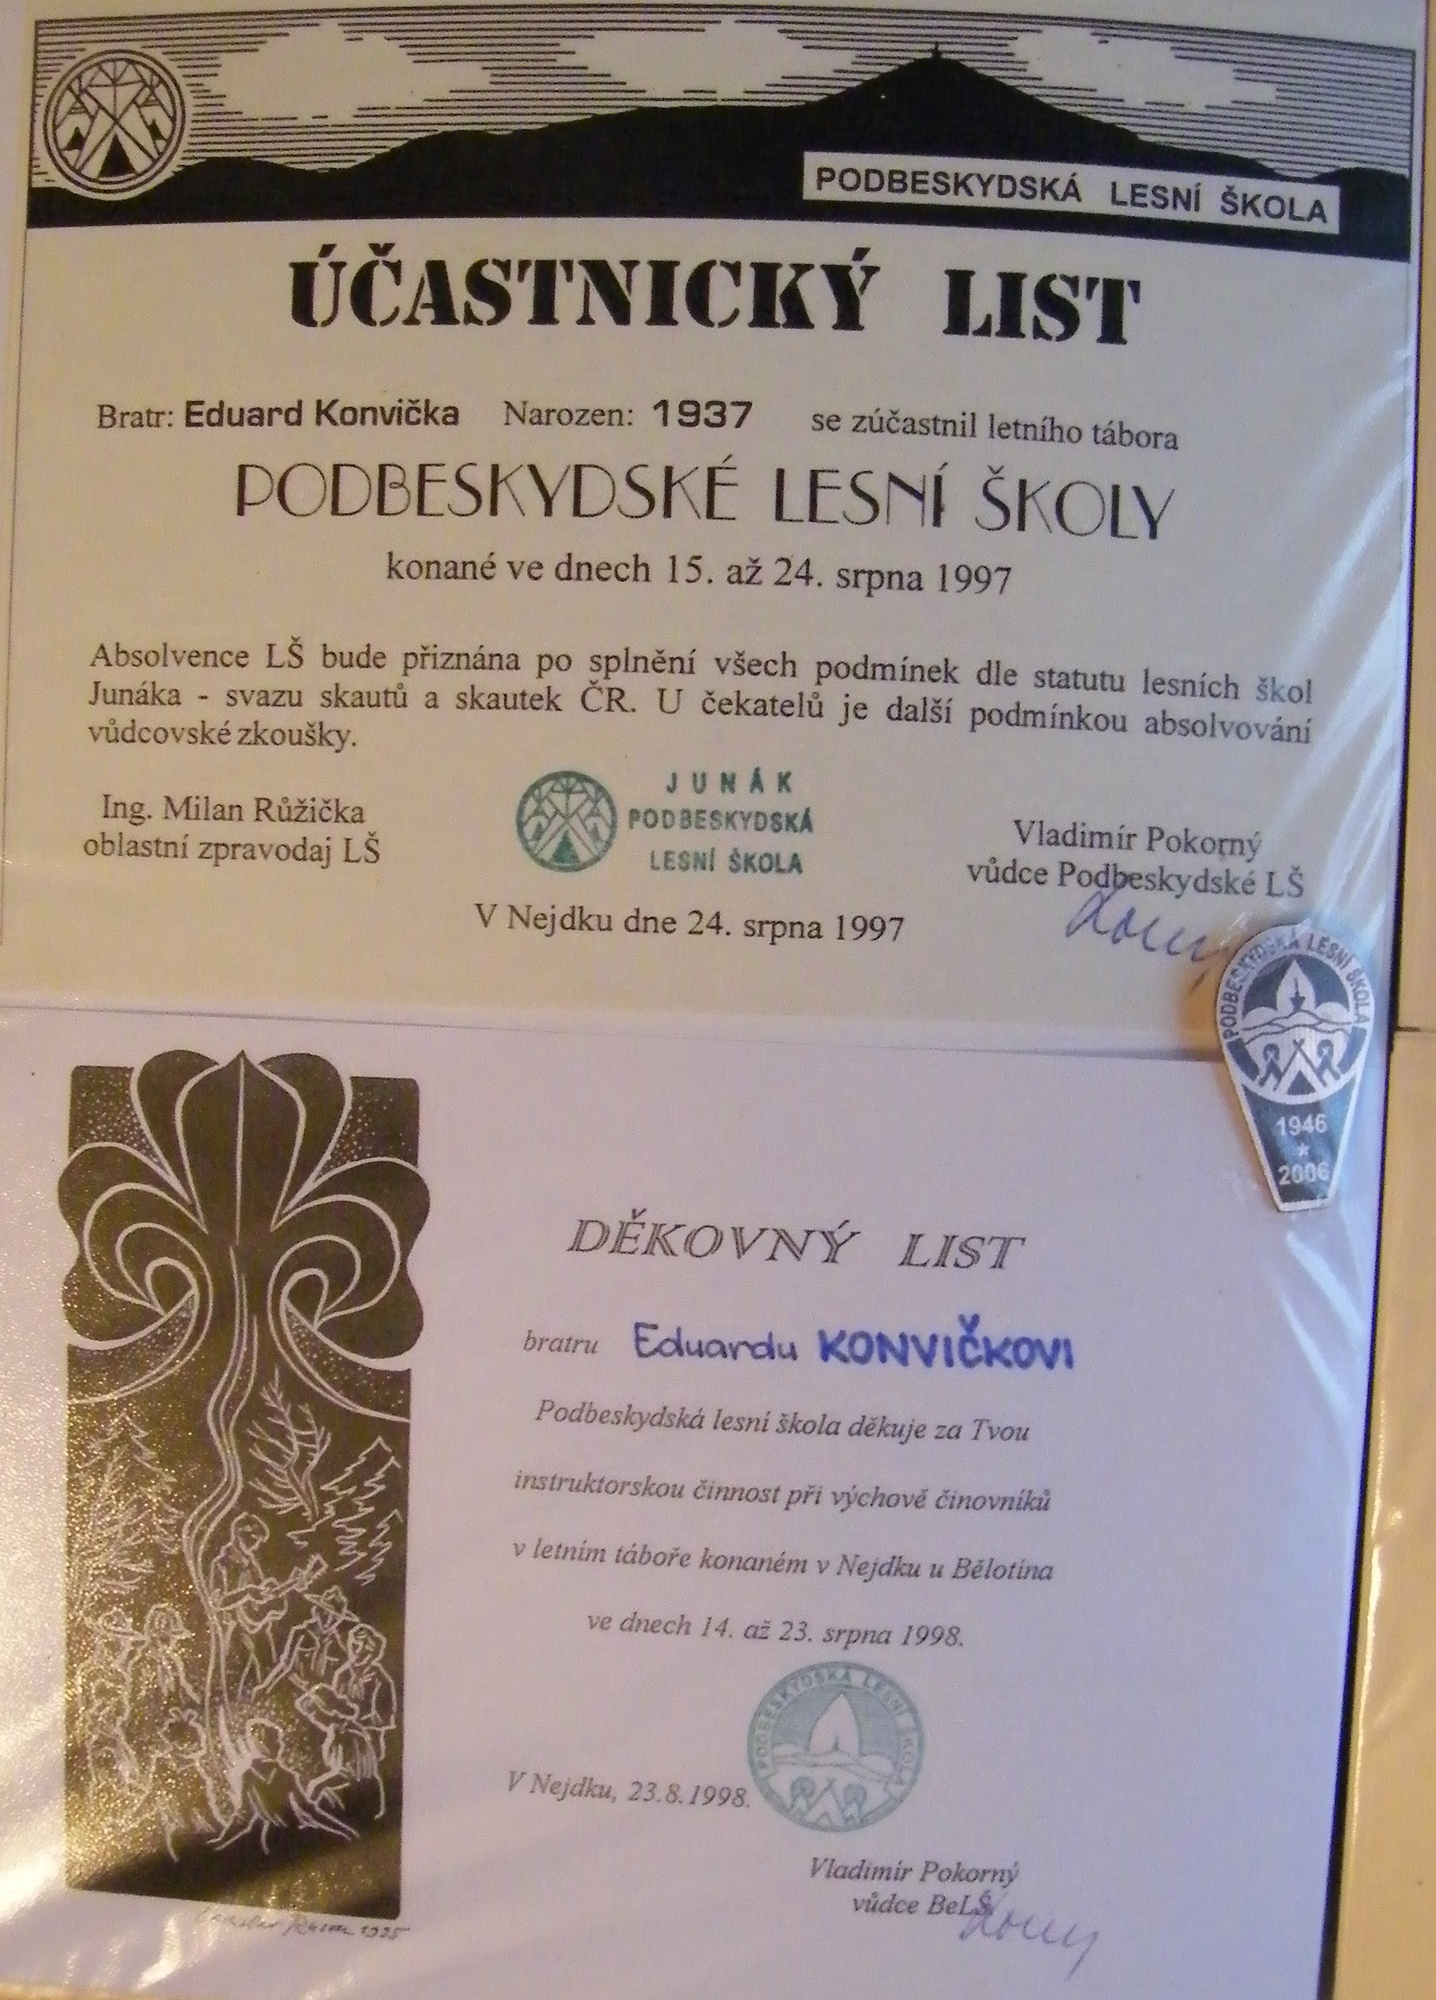 PODBESKYDSKÁ LESNÍ ŠKOLA
ÚČASTNICKÝ LIST
Bratr: Eduard Konvička Narozen: 1937 se zúčastnil letního tábora
PODBESKYDSKÉ LESNÍ ŠKOLY
konané ve dnech 15. až 24. srpna 1997
Absolvence LŠ bude přiznána po splnění všech podmínek dle statutu lesních škol
Junáka - svazu skautů a skautek ČR. U čekatelů je další podmínkou absolvování
vůdcovské zkoušky.
Ing. Milan Růžička
oblastní zpravodaj LŠ
JUNÁK
PODBESKYDSKÁ
LESNÍ ŠKOLA
Vladimír Pokorný
vůdce Podbeskydské LŠ
V Nejdku dne 24. srpna 1997
PODBESKYDSKÁ LESNÍ ŠKOLA
1946
*
2006
DĚKOVNÝ LIST
bratru Eduardu KONVIČKOVI
Podbeskydská lesní škola děkuje za Tvou
instruktorskou činnost při výchově činovníků
v letním táboře konaném v Nejdku u Bělotína
ve dnech 14. až 23. srpna 1998.
PODBESKYDSKÁ LESNÍ ŠKOLA
V Nejdku, 23.8.1998.
Vladimír Pokorný
vůdce BeLŠ
1995